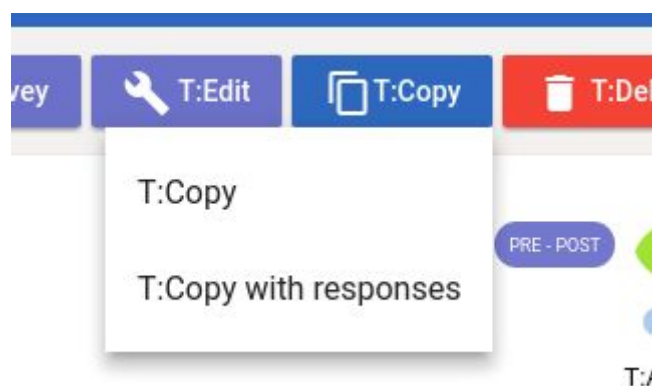 vey T:Edit T:Copy T:Del
T:Copy
PRE - POST
T:Copy with responses
T:A